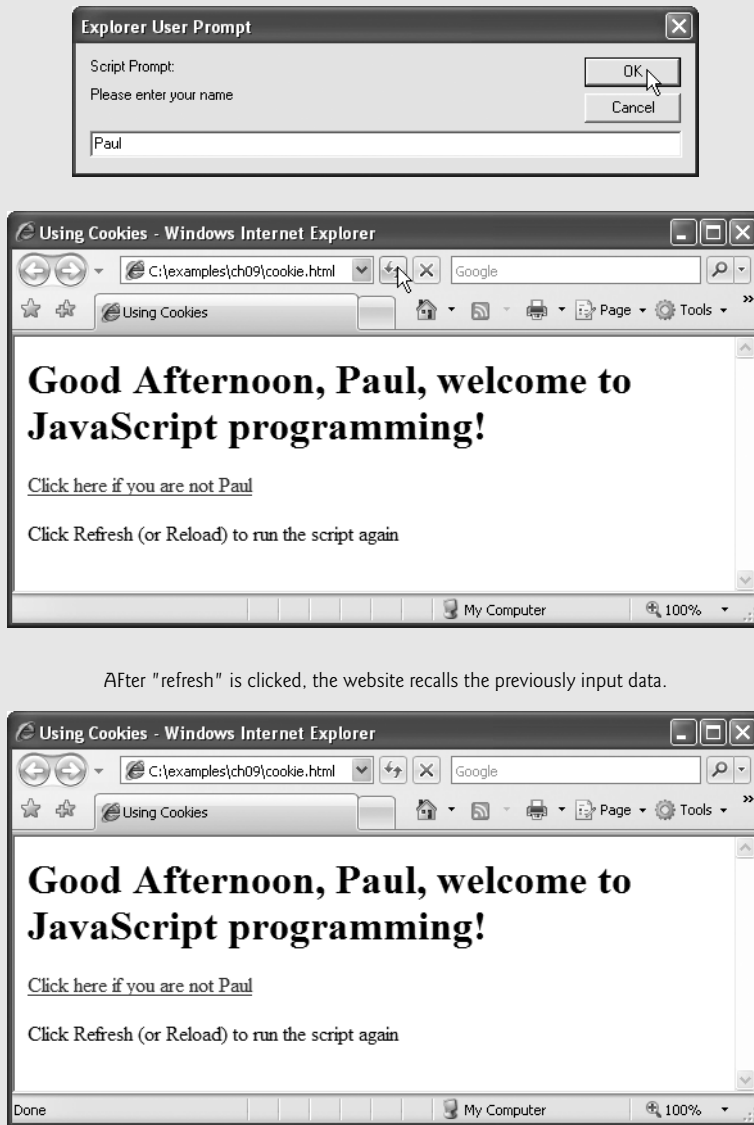 Explorer User Prompt
Script Prompt:
OK
Please enter your name
Cancel
Paul
Using Cookies - Windows Internet Explorer
C:\examples\ch09\cookie.html
Google
Using Cookies
Page
Tools
»
Good Afternoon, Paul, welcome to
JavaScript programming!
Click here if you are not Paul
Click Refresh (or Reload) to run the script again
My Computer
100%
AFter "refresh" is clicked, the website recalls the previously input data.
Using Cookies - Windows Internet Explorer
C:\examples\ch09\cookie.html
Google
Using Cookies
Page
Tools
»
Good Afternoon, Paul, welcome to
JavaScript programming!
Click here if you are not Paul
Click Refresh (or Reload) to run the script again
Done
My Computer
100%